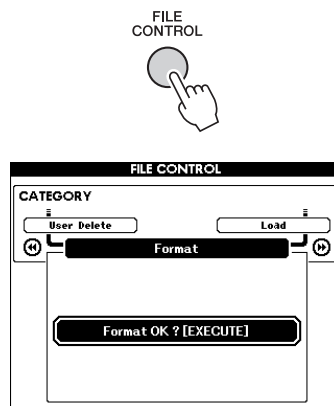 FILE
CONTROL
FILE CONTROL
CATEGORY
User Delete Load
Format
Format OK ? [EXECUTE]